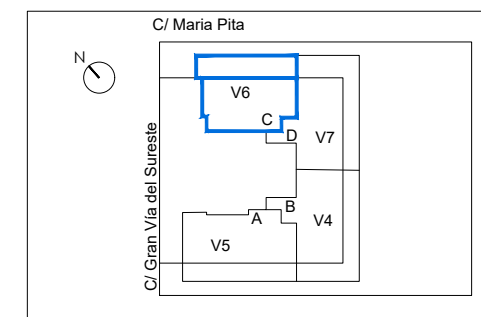 C/ Maria Pita
N
V6
C
D
V7
C/ Gran Vía del Sureste
B
A
V4
V5